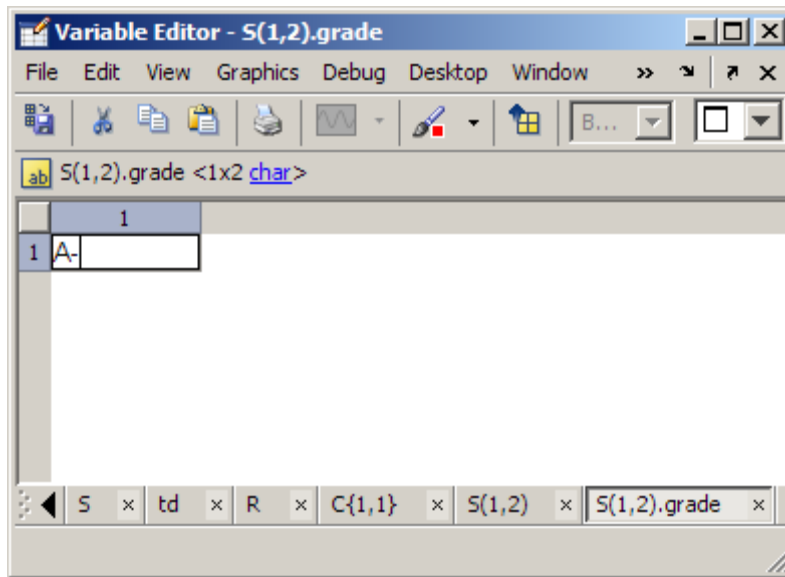 Variable Editor - S(1,2).grade
File Edit View Graphics Debug Desktop Window
B...
ab S(1,2).grade <1x2 char>
1
1 A-
S td R C{1,1} S(1,2) S(1,2).grade